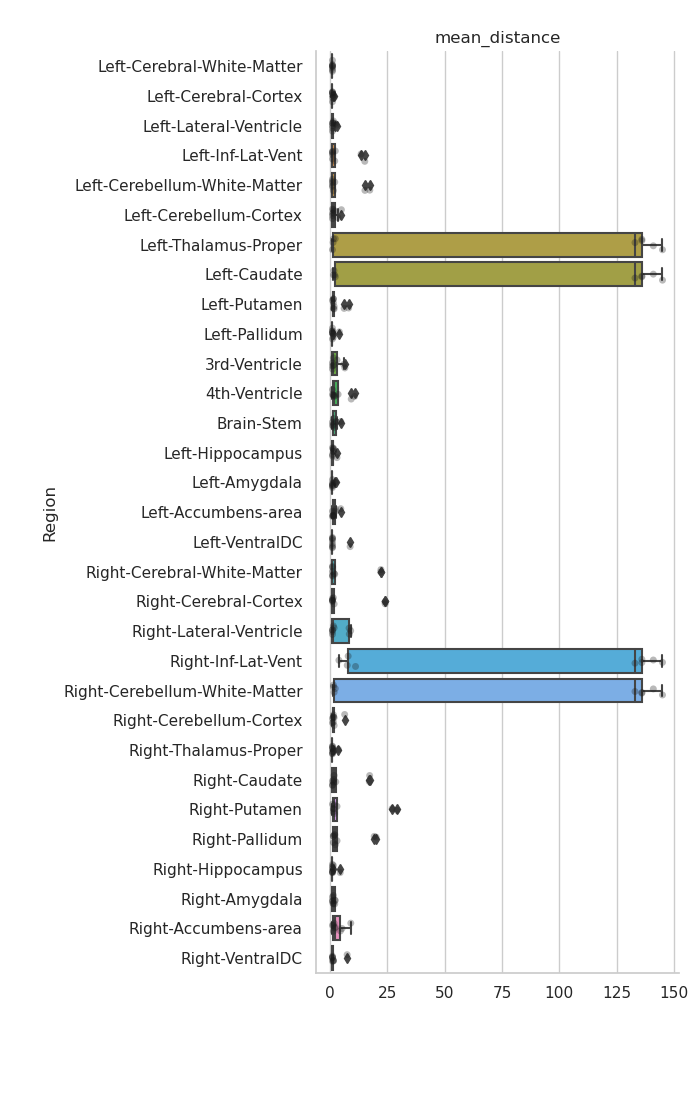 mean_distance
Left-Cerebral-White-Matter
Left-Cerebral-Cortex
Left-Lateral-Ventricle
Left-Inf-Lat-Vent
Left-Cerebellum-White-Matter
Left-Cerebellum-Cortex
Left-Thalamus-Proper
Left-Caudate
Left-Putamen
Left-Pallidum
3rd-Ventricle
4th-Ventricle
Brain-Stem
Left-Hippocampus
Left-Amygdala
Left-Accumbens-area
Left-VentralDC
Right-Cerebral-White-Matter
Right-Cerebral-Cortex
Right-Lateral-Ventricle
Right-Inf-Lat-Vent
Right-Cerebellum-White-Matter
Right-Cerebellum-Cortex
Right-Thalamus-Proper
Right-Caudate
Right-Putamen
Right-Pallidum
Right-Hippocampus
Right-Amygdala
Right-Accumbens-area
Right-VentralDC
Region
0 25 50 75 100 125 150